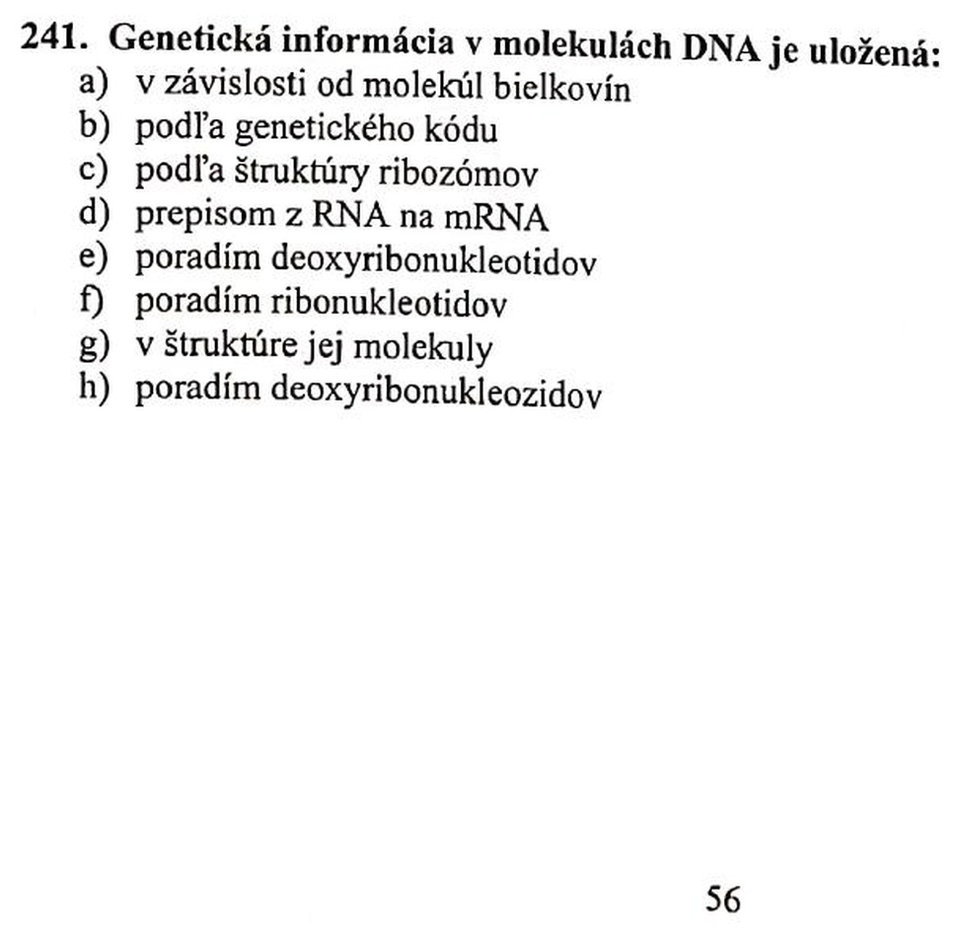 241. Genetická informácia v molekulách DNA je uložená:
a) v závislosti od molekúl bielkovín
b) podľa genetického kódu
c) podľa štruktúry ribozómov
d) prepisom z RNA na mRNA
e) poradím deoxyribonukleotidov
f) poradím ribonukleotidov
g) v štruktúre jej molekuly
h) poradím deoxyribonukleozidov
56